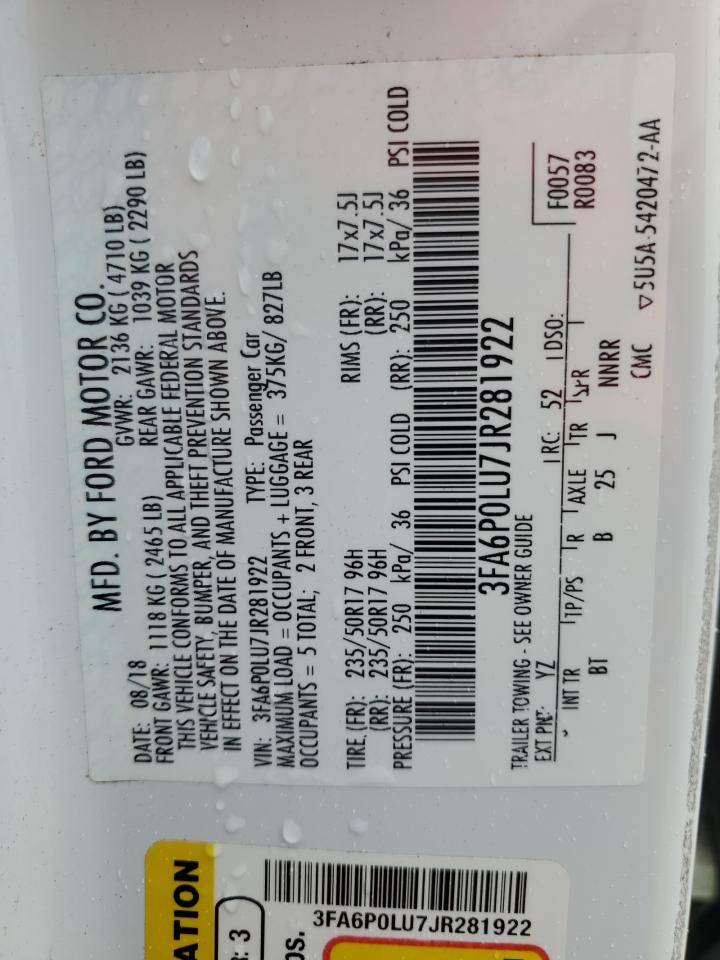 MFD. BY FORD MOTOR CO.
DATE: 08/18 GVWR: 2136 KG ( 4710 LB)
FRONT GAWR: 1118 KG ( 2465 LB) REAR GAWR: 1039 KG ( 2290 LB)
THIS VEHICLE CONFORMS TO ALL APPLICABLE FEDERAL MOTOR
VEHICLE SAFETY, BUMPER, AND THEFT PREVENTION STANDARDS
IN EFFECT ON THE DATE OF MANUFACTURE SHOWN ABOVE.
VIN: 3FA6P0LU7JR281922 TYPE: Passenger Car
MAXIMUM LOAD = OCCUPANTS + LUGGAGE = 375KG/ 827LB
OCCUPANTS = 5 TOTAL; 2 FRONT, 3 REAR
TIRE (FR): 235/50R17 96H RIMS (FR): 17x7.5J
(RR): 235/50R17 96H (RR): 17x7.5J
PRESSURE (FR): 250 kPa/ 36 PSI COLD (RR): 250 kPa/ 36 PSI COLD
3FA6P0LU7JR281922
TRAILER TOWING - SEE OWNER GUIDE
EXT PNT: YZ RC: 52 DSO: F0057
INT TR TP/PS R AXLE TR SPR R0083
BT B 25 J NNRR
CMC ▽5U5A-5420472-AA
ATION
R: 3
OS.
3FA6P0LU7JR281922